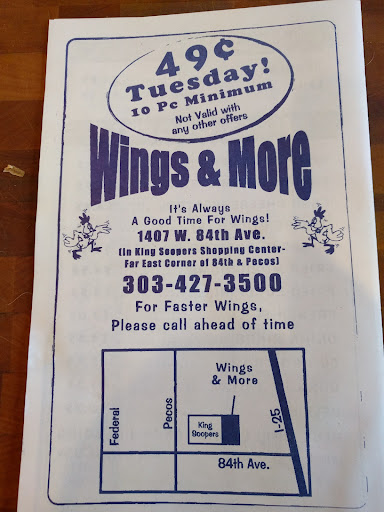 49¢
Tuesday!
10 Pc Minimum
Not Valid with
any other offers
Wings & More
It's Always
A Good Time For Wings!
1407 W. 84th Ave.
(In King Soopers Shopping Center-
Far East Corner of 84th & Pecos)
303-427-3500
For Faster Wings,
Please call ahead of time
Wings
& More
Federal
Pecos
King
Soopers
I-25
84th Ave.